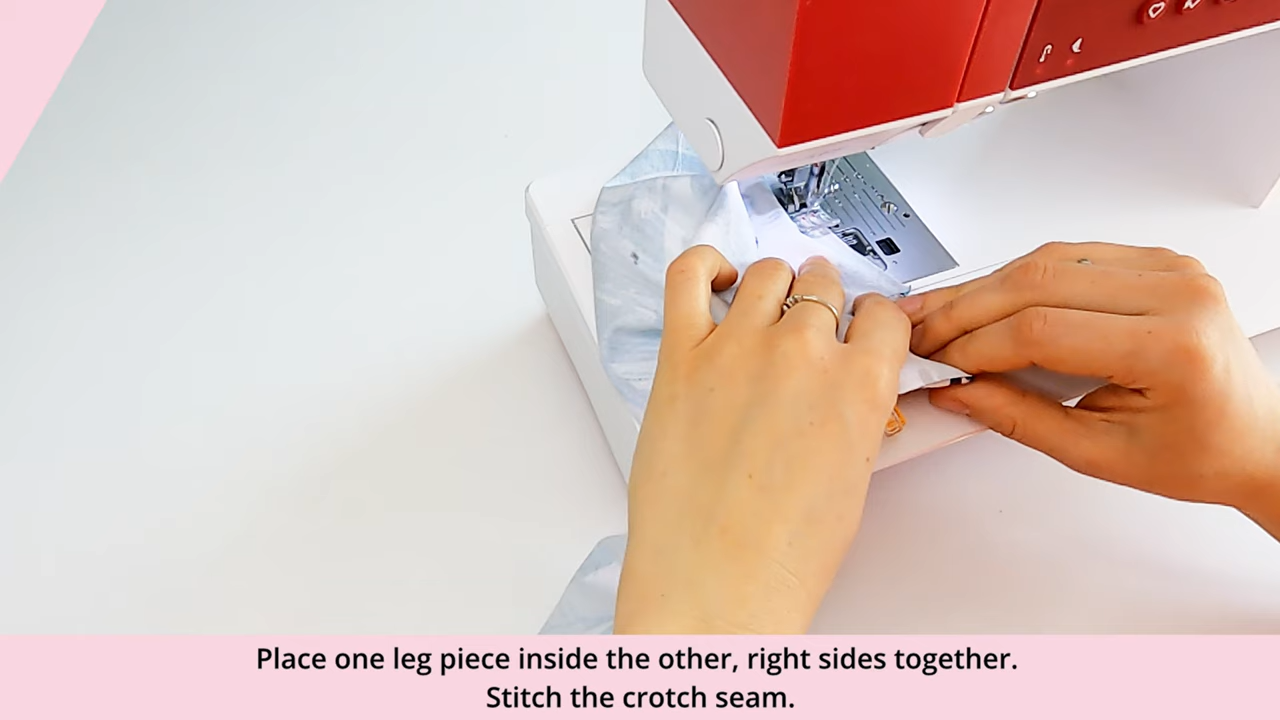 Place one leg piece inside the other, right sides together.
Stitch the crotch seam.